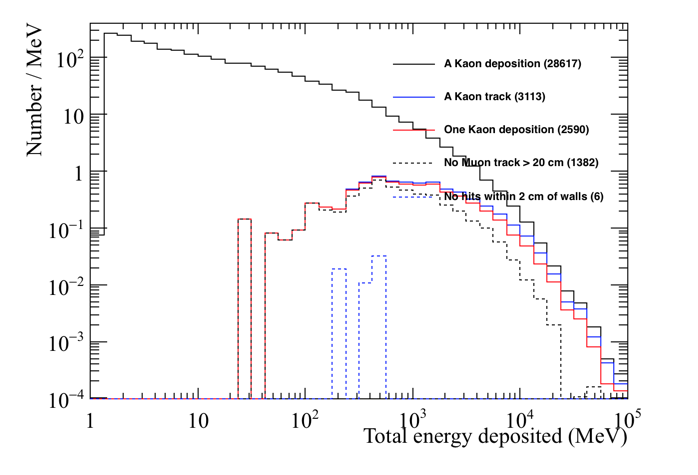 Number / MeV
10²
10
1
10⁻¹
10⁻²
10⁻³
10⁻⁴
A Kaon deposition (28617)
A Kaon track (3113)
One Kaon deposition (2590)
No Muon track > 20 cm (1382)
No hits within 2 cm of walls (6)
1 10 10² 10³ 10⁴ 10⁵
Total energy deposited (MeV)